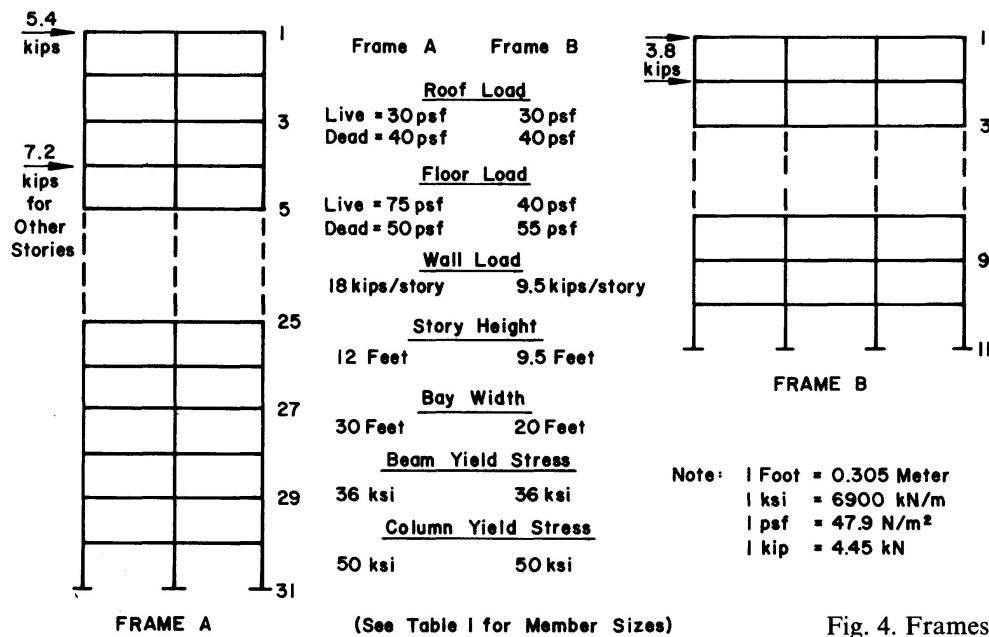 5.4
kips
1
3
7.2
kips
for
Other
Stories
5
25
27
29
31
FRAME A
Frame A Frame B
Roof Load
Live = 30 psf 30 psf
Dead = 40 psf 40 psf
Floor Load
Live = 75 psf 40 psf
Dead = 50 psf 55 psf
Wall Load
18 kips/story 9.5 kips/story
Story Height
12 Feet 9.5 Feet
Bay Width
30 Feet 20 Feet
Beam Yield Stress
36 ksi 36 ksi
Column Yield Stress
50 ksi 50 ksi
(See Table 1 for Member Sizes)
3.8
kips
1
3
9
11
FRAME B
Note: 1 Foot = 0.305 Meter
1 ksi = 6900 kN/m
1 psf = 47.9 N/m²
1 kip = 4.45 kN
Fig. 4. Frames